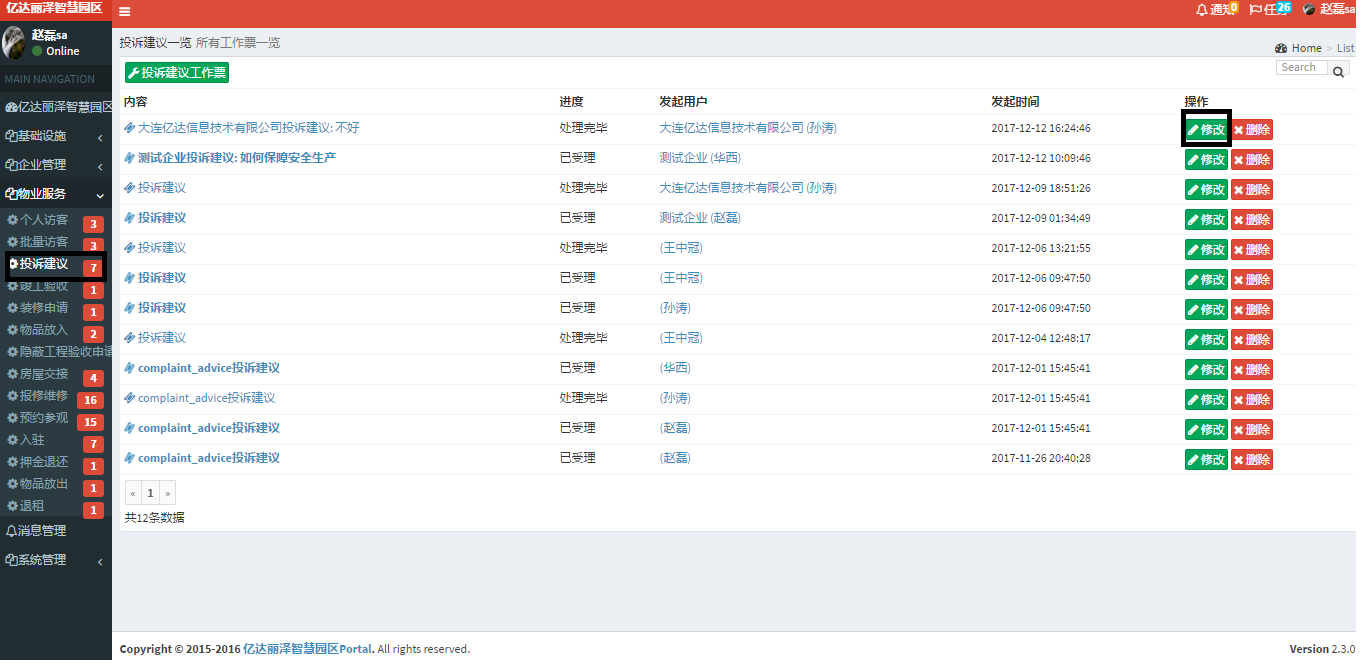 亿达丽泽智慧园区
通知 0
任务 26
赵磊sa
赵磊sa
Online
MAIN NAVIGATION
亿达丽泽智慧园区
基础设施
企业管理
物业服务
个人访客 3
批量访客 3
投诉建议 7
竣工验收 1
装修申请 1
物品放入 2
隐蔽工程验收申请
房屋交接 4
报修维修 16
预约参观 15
入驻 7
押金退还 1
物品放出 1
退租 1
消息管理
系统管理
投诉建议一览 所有工作票一览
Home > List
投诉建议工作票
Search
内容 进度 发起用户 发起时间 操作
大连亿达信息技术有限公司投诉建议: 不好 处理完毕 大连亿达信息技术有限公司 (孙涛) 2017-12-12 16:24:46 修改 删除
测试企业投诉建议: 如何保障安全生产 已受理 测试企业 (华西) 2017-12-12 10:09:46 修改 删除
投诉建议 处理完毕 大连亿达信息技术有限公司 (孙涛) 2017-12-09 18:51:26 修改 删除
投诉建议 已受理 测试企业 (赵磊) 2017-12-09 01:34:49 修改 删除
投诉建议 处理完毕 (王中冠) 2017-12-06 13:21:55 修改 删除
投诉建议 已受理 (王中冠) 2017-12-06 09:47:50 修改 删除
投诉建议 已受理 (孙涛) 2017-12-06 09:47:50 修改 删除
投诉建议 处理完毕 (王中冠) 2017-12-04 12:48:17 修改 删除
complaint_advice投诉建议 已受理 (华西) 2017-12-01 15:45:41 修改 删除
complaint_advice投诉建议 处理完毕 (孙涛) 2017-12-01 15:45:41 修改 删除
complaint_advice投诉建议 已受理 (赵磊) 2017-12-01 15:45:41 修改 删除
complaint_advice投诉建议 已受理 (赵磊) 2017-11-26 20:40:28 修改 删除
« 1 »
共12条数据
Copyright © 2015-2016 亿达丽泽智慧园区Portal. All rights reserved.
Version 2.3.0